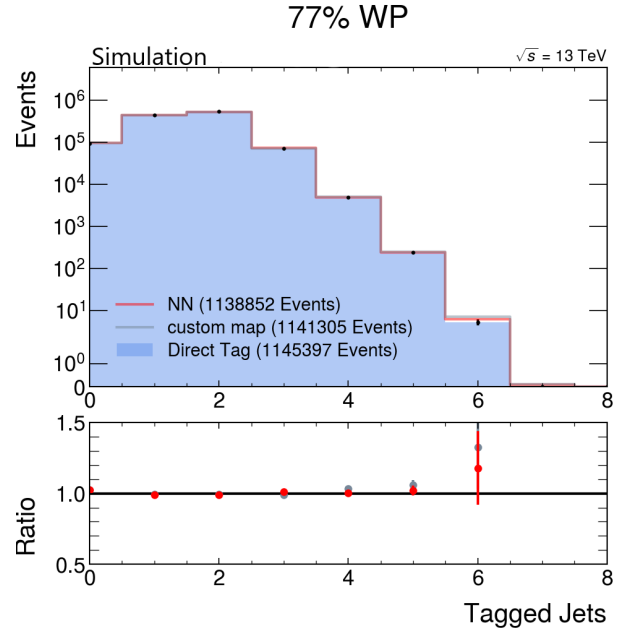 77% WP
Simulation
√s = 13 TeV
Events
10⁶
10⁵
10⁴
10³
10²
10¹
10⁰
0
NN (1138852 Events)
custom map (1141305 Events)
Direct Tag (1145397 Events)
0 2 4 6 8
Ratio
1.5
1.0
0.5
0 2 4 6 8
Tagged Jets